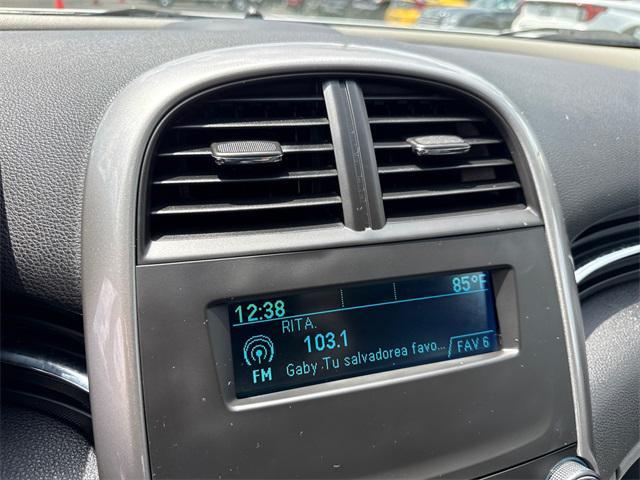 12:38 85°F
RITA.
103.1
FM Gaby Tu salvadorea favo... FAV 6